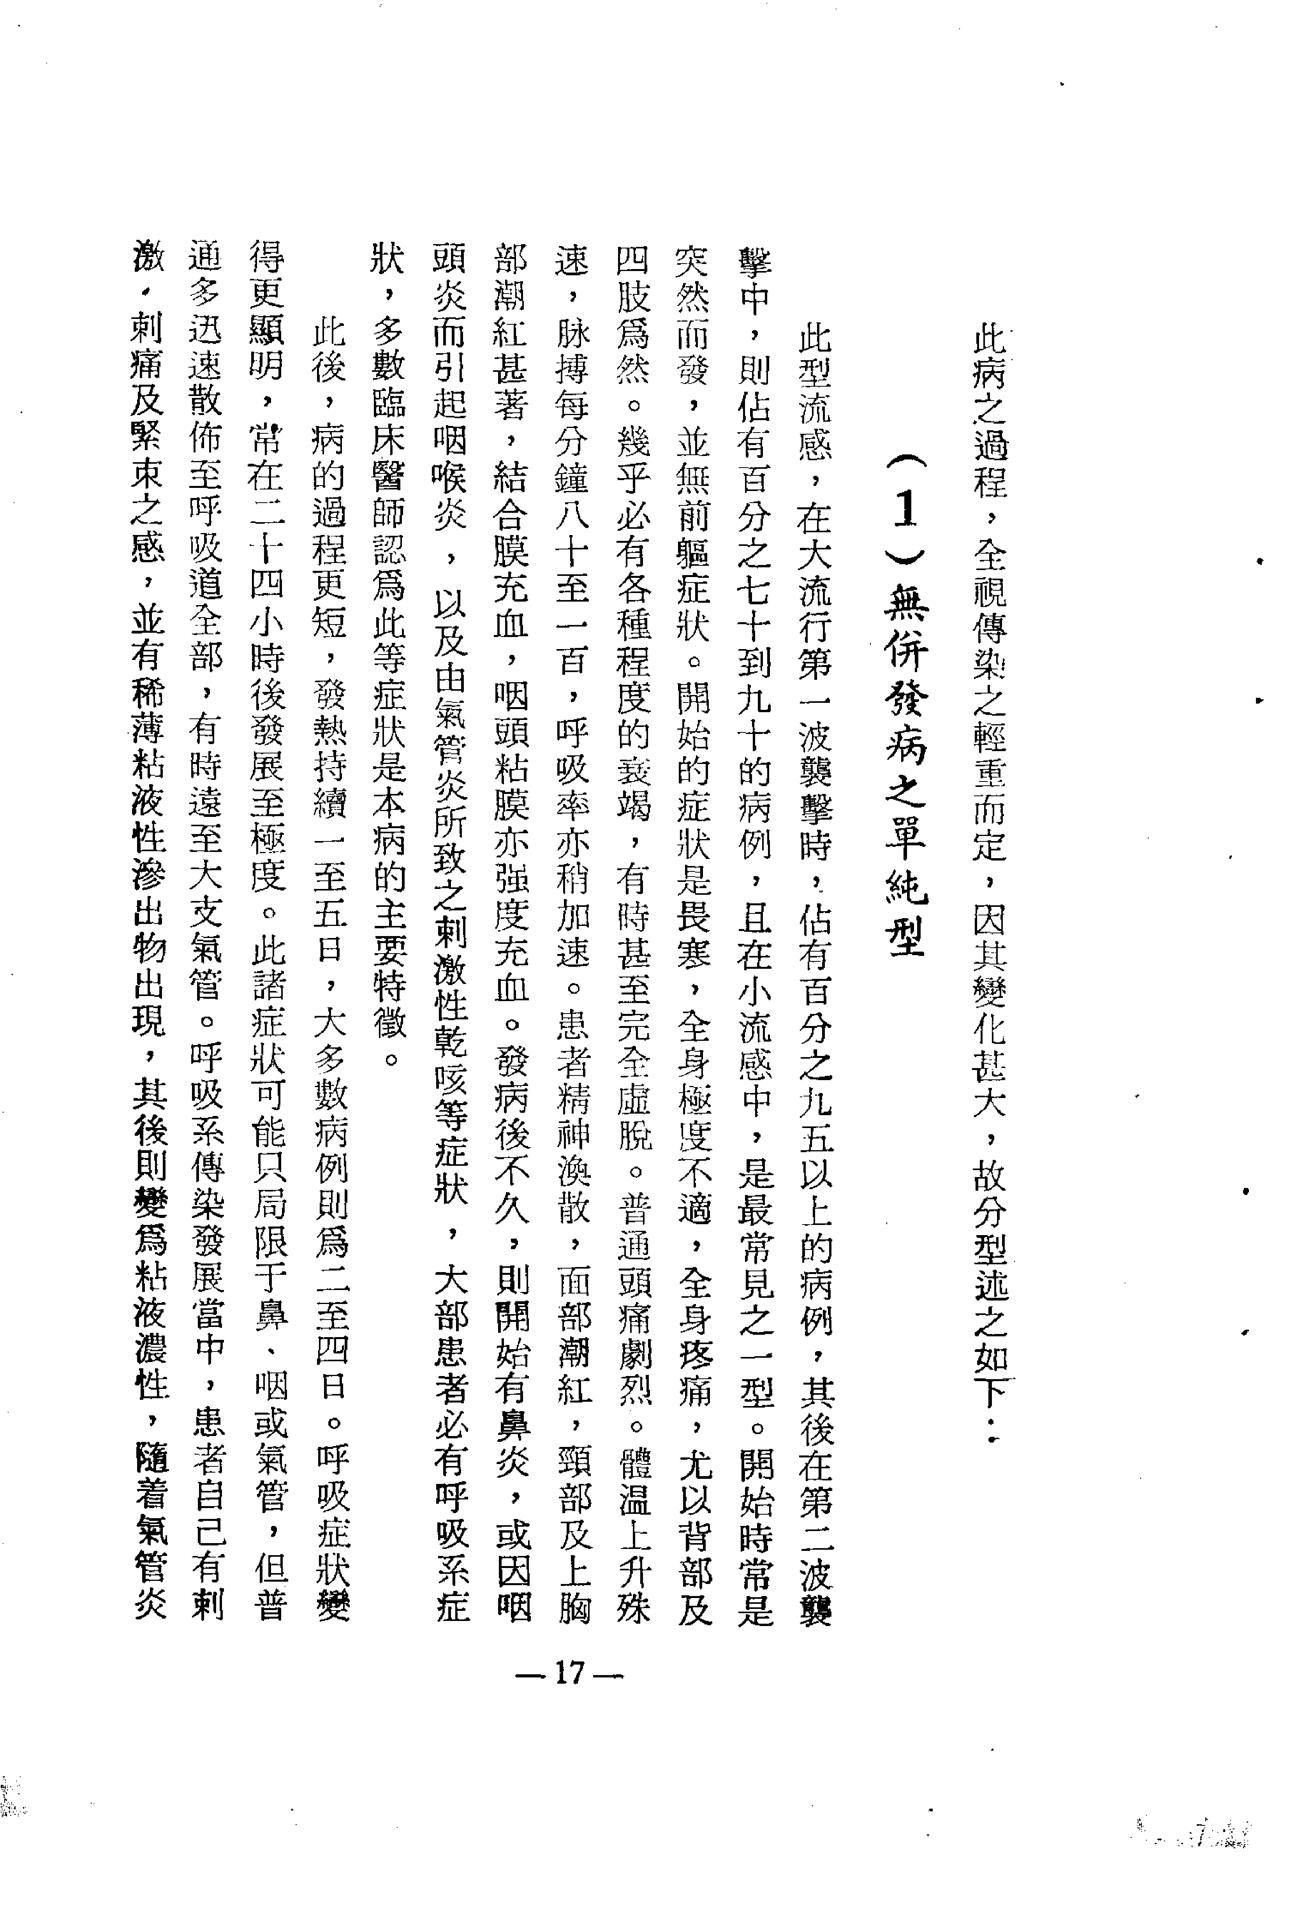 此病之過程，全視傳染之輕重而定，因其變化甚大，故分型述之如下：
（1）無併發病之單純型
此型流感，在大流行第一波襲擊時，佔有百分之九五以上的病例，其後在第二波襲
擊中，則佔有百分之七十到九十的病例，且在小流感中，是最常見之一型。開始時常是
突然而發，並無前軀症狀。開始的症狀是畏寒，全身極度不適，全身疼痛，尤以背部及
四肢爲然。幾乎必有各種程度的衰竭，有時甚至完全虛脫。普通頭痛劇烈。體溫上升殊
速，脉搏每分鐘八十至一百，呼吸率亦稍加速。患者精神渙散，面部潮紅，頸部及上胸
部潮紅甚著，結合膜充血，咽頭粘膜亦强度充血。發病後不久，則開始有鼻炎，或因咽
頭炎而引起咽喉炎，以及由氣管炎所致之刺激性乾咳等症狀，大部患者必有呼吸系症
狀，多數臨床醫師認爲此等症狀是本病的主要特徵。
此後，病的過程更短，發熱持續一至五日，大多數病例則爲二至四日。呼吸症狀變
得更顯明，常在二十四小時後發展至極度。此諸症狀可能只局限于鼻、咽或氣管，但普
通多迅速散佈至呼吸道全部，有時遠至大支氣管。呼吸系傳染發展當中，患者自己有刺
激，刺痛及緊束之感，並有稀薄粘液性滲出物出現，其後則變爲粘液濃性，隨着氣管炎
—17—